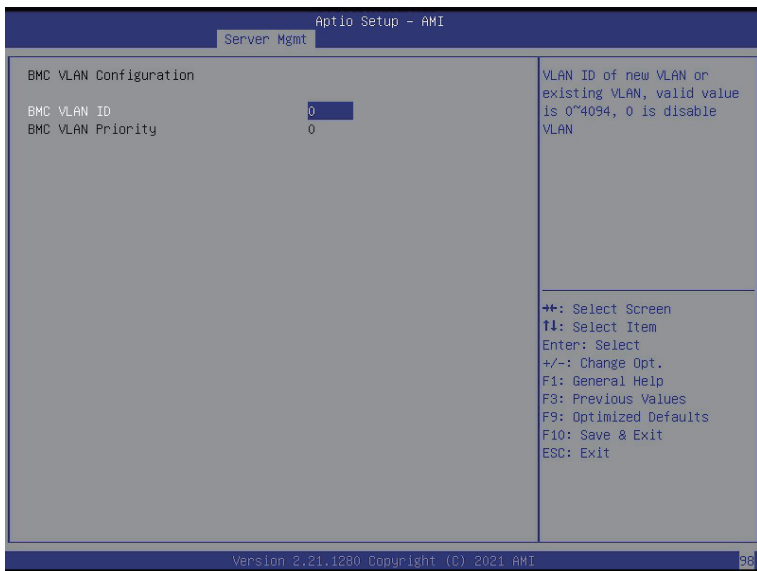 Aptio Setup – AMI
Server Mgmt
BMC VLAN Configuration
BMC VLAN ID 0
BMC VLAN Priority 0
VLAN ID of new VLAN or
existing VLAN, valid value
is 0~4094, 0 is disable
VLAN
→←: Select Screen
↑↓: Select Item
Enter: Select
+/-: Change Opt.
F1: General Help
F3: Previous Values
F9: Optimized Defaults
F10: Save & Exit
ESC: Exit
Version 2.21.1280 Copyright (C) 2021 AMI
98